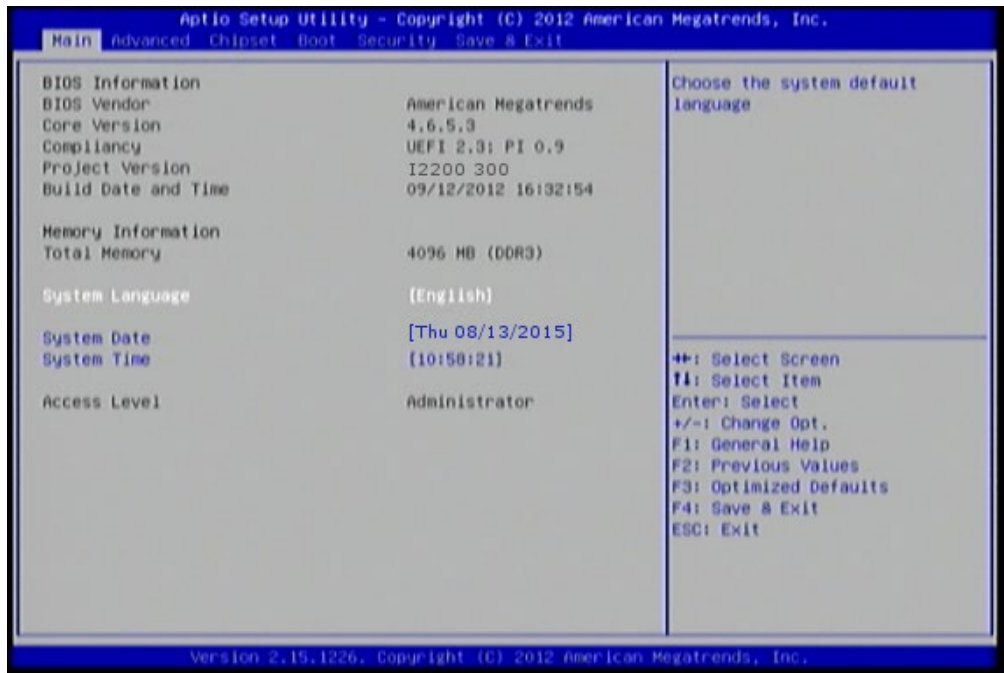 Aptio Setup Utility - Copyright (C) 2012 American Megatrends, Inc.
Main Advanced Chipset Boot Security Save & Exit
BIOS Information
BIOS Vendor American Megatrends
Core Version 4.6.5.3
Compliancy UEFI 2.3; PI 0.9
Project Version I2200 300
Build Date and Time 09/12/2012 16:32:54
Memory Information
Total Memory 4096 MB (DDR3)
System Language [English]
System Date [Thu 08/13/2015]
System Time [10:58:21]
Access Level Administrator
Choose the system default
language
→←: Select Screen
↑↓: Select Item
Enter: Select
+/-: Change Opt.
F1: General Help
F2: Previous Values
F3: Optimized Defaults
F4: Save & Exit
ESC: Exit
Version 2.15.1226. Copyright (C) 2012 American Megatrends, Inc.